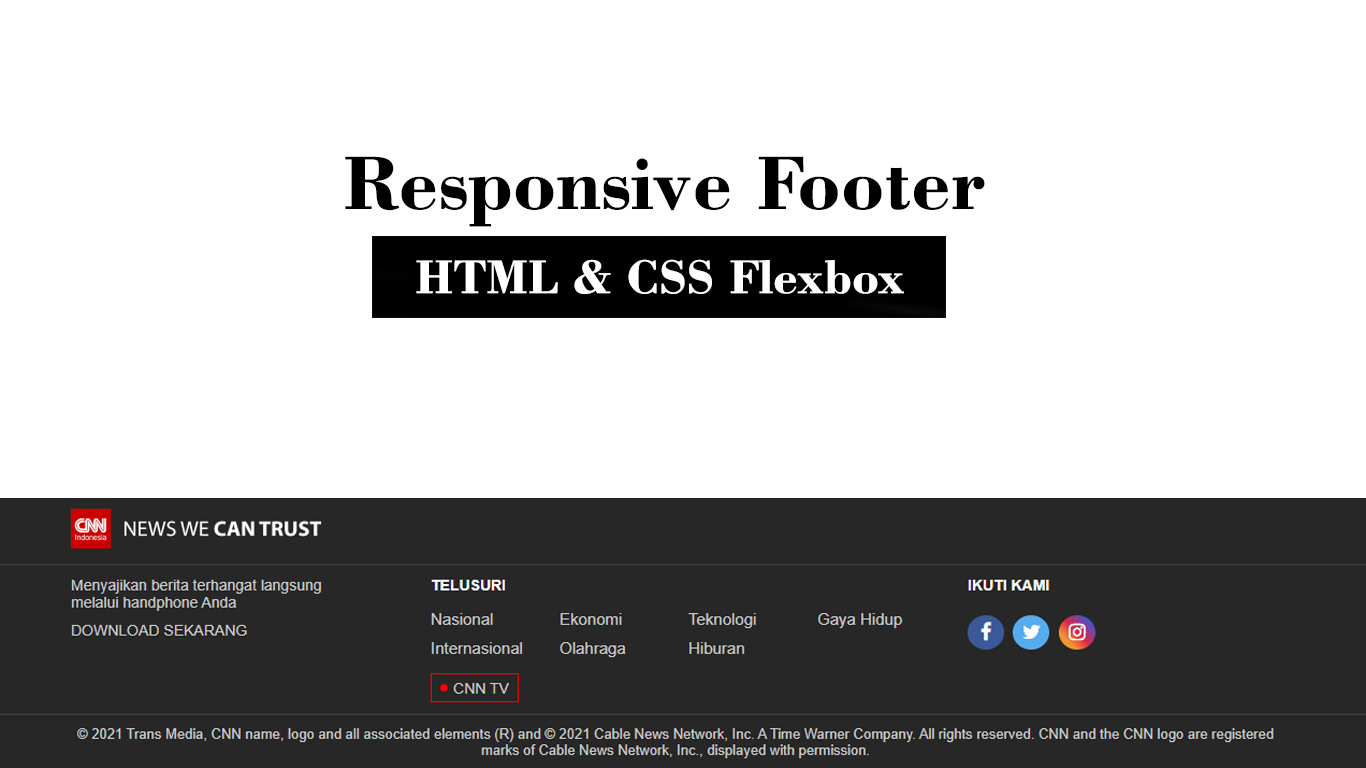 Responsive Footer
HTML & CSS Flexbox
CNN
Indonesia
NEWS WE CAN TRUST
Menyajikan berita terhangat langsung
melalui handphone Anda
DOWNLOAD SEKARANG
TELUSURI
Nasional Ekonomi Teknologi Gaya Hidup
Internasional Olahraga Hiburan
CNN TV
IKUTI KAMI
© 2021 Trans Media, CNN name, logo and all associated elements (R) and © 2021 Cable News Network, Inc. A Time Warner Company. All rights reserved. CNN and the CNN logo are registered
marks of Cable News Network, Inc., displayed with permission.